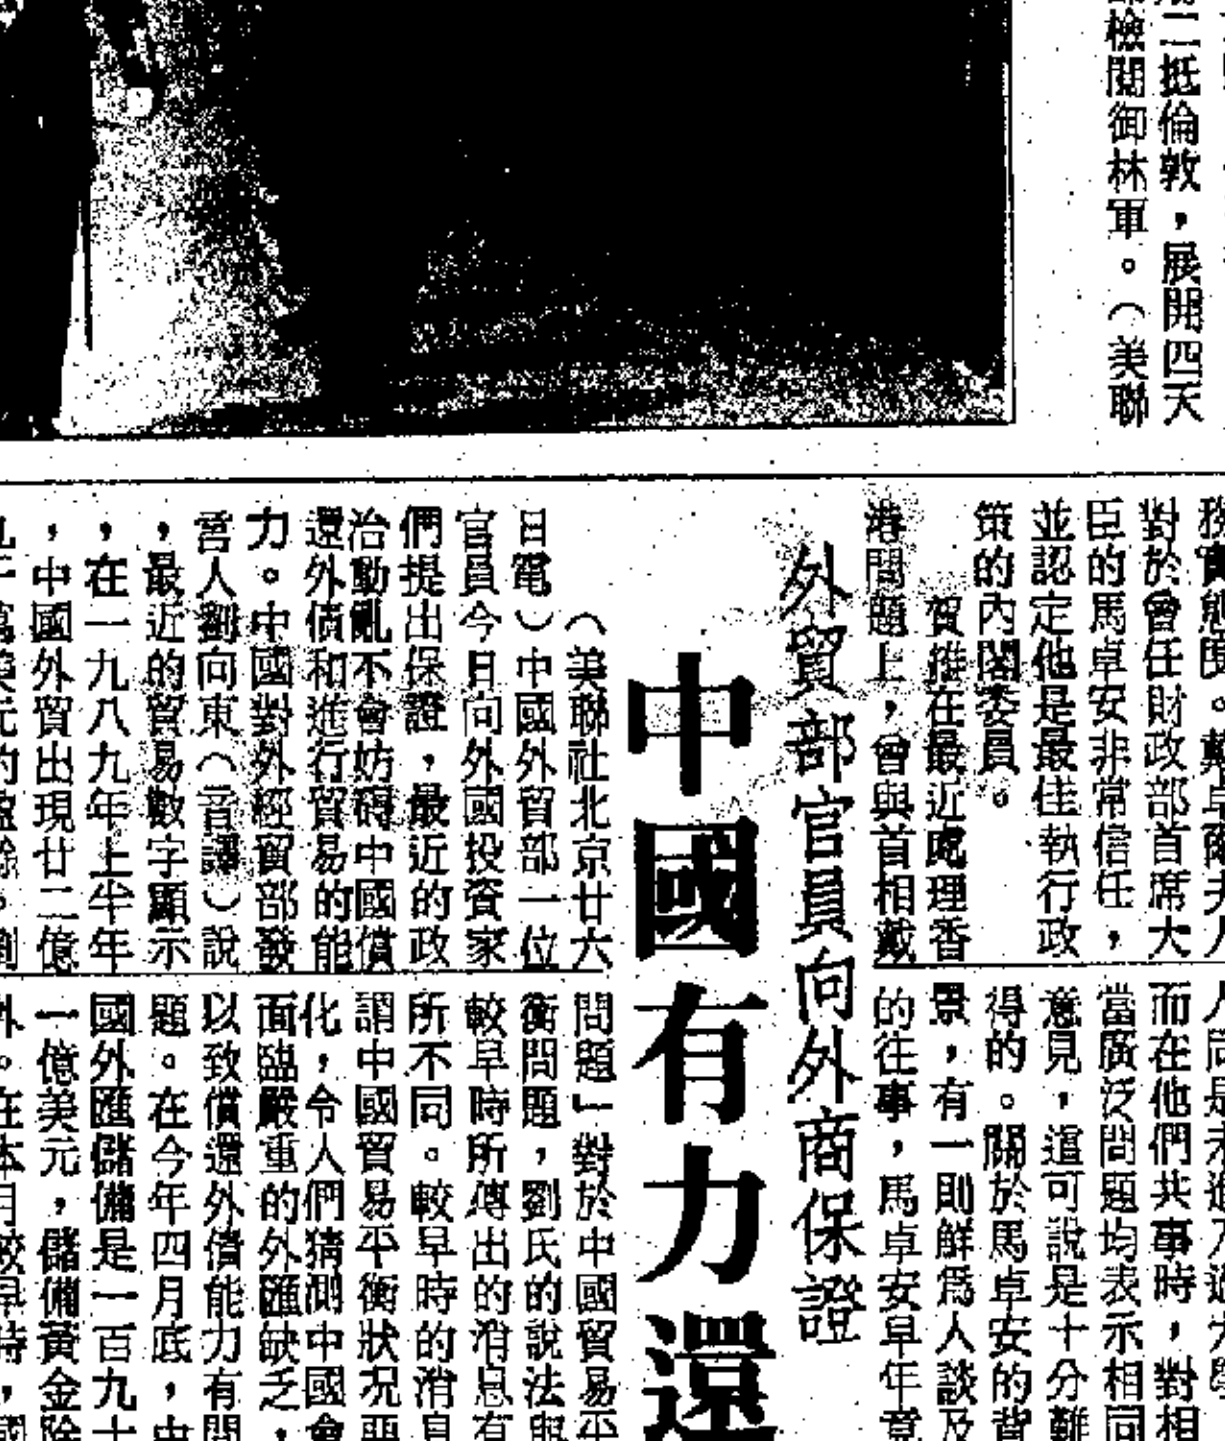 二抵倫敦，展開四天
檢閱御林軍。（美聯
對於曾任財政部首席大
臣的馬卓安非常信任，
並認定他是最佳執行政
策的內閣委員。
賀維在最近處理香
港問題上，曾與首相戴
而在他們共事時，對相
當廣泛問題均表示相同
意見，這可說是十分難
得的。關於馬卓安的背
景，有一則鮮為人談及
的往事，馬卓安早年竟
外貿部官員向外商保證
中國有力還
（美聯社北京廿六
日電）中國外貿部一位
官員今日向外國投資家
們提出保證，最近的政
治動亂不會妨碍中國償
還外債和進行貿易的能
力。中國對外經貿部發
言人劉向東（音譯）說
，最近的貿易數字顯示
，在一九八九年上半年
，中國外貿出現廿二億
問題」對於中國貿易平
衡問題，劉氏的說法與
較早時所傳出的消息有
所不同。較早時的消息
謂中國貿易平衡狀況惡
化，令人們猜測中國會
面臨嚴重的外匯缺乏，
以致償還外債能力有問
題。在今年四月底，中
國外匯儲備是一百九十
一億美元，儲備黃金除